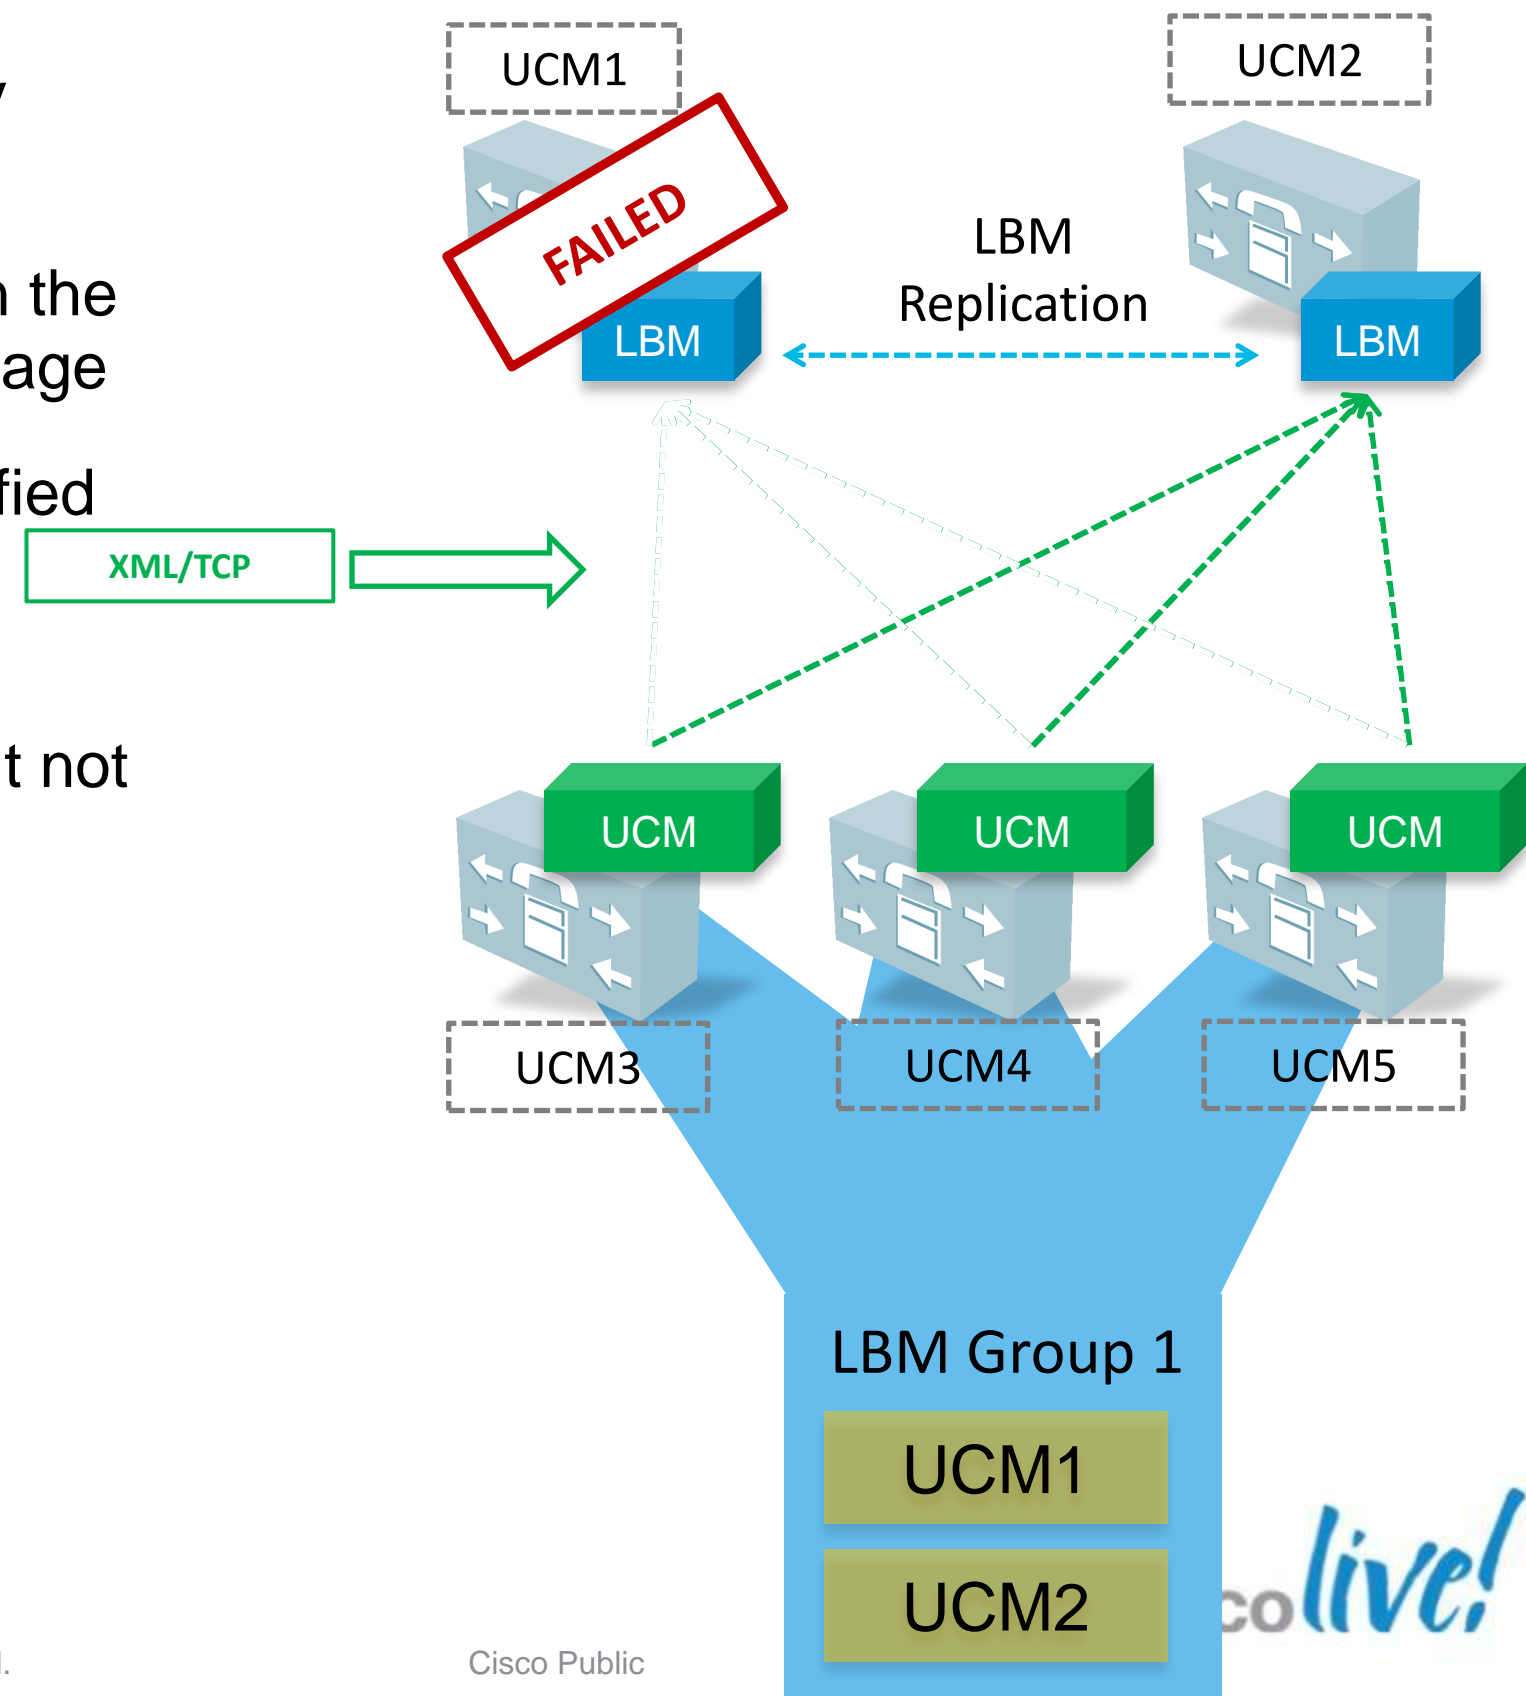 UCM1
UCM2
y
FAILED
n the
age
LBM
Replication
LBM
LBM
fied
XML/TCP
t not
UCM
UCM
UCM
UCM3
UCM4
UCM5
LBM Group 1
UCM1
UCM2
co live!
Cisco Public